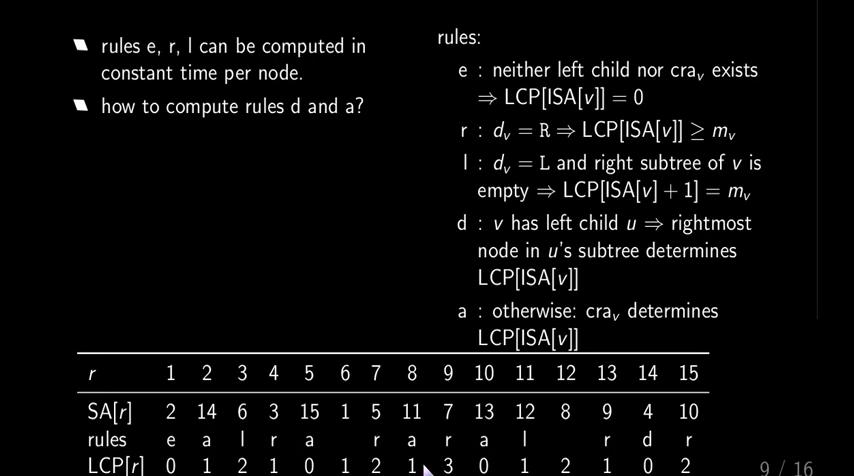 rules e, r, l can be computed in
constant time per node.
how to compute rules d and a?
rules:
e : neither left child nor cra_v exists
⇒ LCP[ISA[v]] = 0
r : d_v = R ⇒ LCP[ISA[v]] ≥ m_v
l : d_v = L and right subtree of v is
empty ⇒ LCP[ISA[v] + 1] = m_v
d : v has left child u ⇒ rightmost
node in u's subtree determines
LCP[ISA[v]]
a : otherwise: cra_v determines
LCP[ISA[v]]
r 1 2 3 4 5 6 7 8 9 10 11 12 13 14 15
SA[r] 2 14 6 3 15 1 5 11 7 13 12 8 9 4 10
rules e a l r a r a r a l r d r
LCP[r] 0 1 2 1 0 1 2 1 3 0 1 2 1 0 2
9 / 16